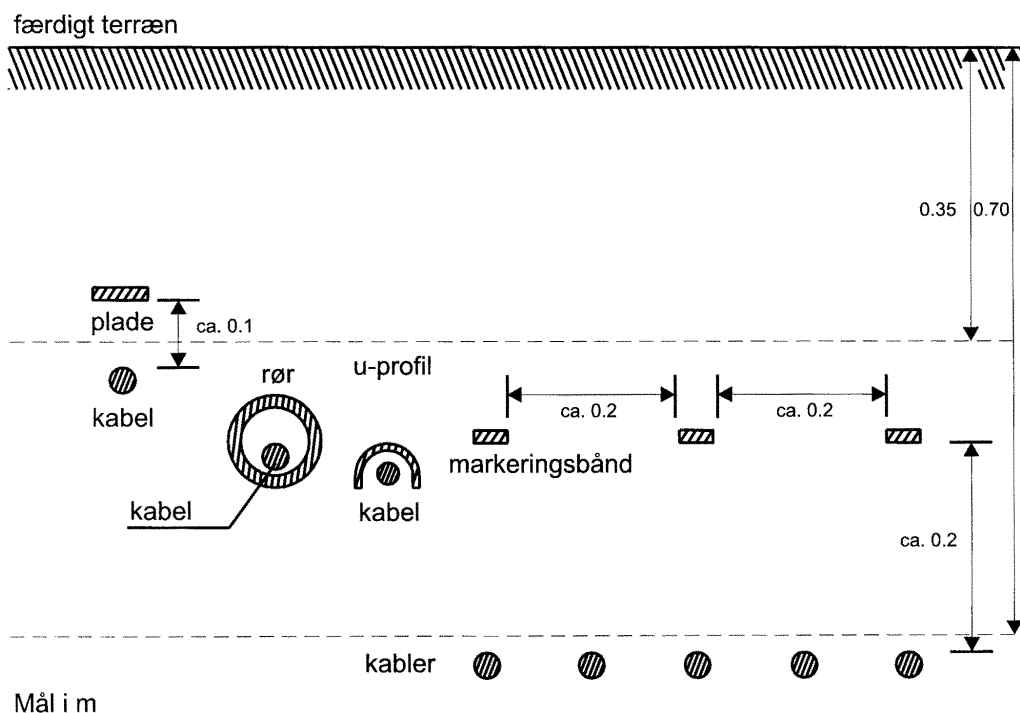 færdigt terræn
0.35
0.70
plade
ca. 0.1
kabel
rør
u-profil
ca. 0.2
ca. 0.2
markeringsbånd
kabel
kabel
ca. 0.2
kabler
Mål i m